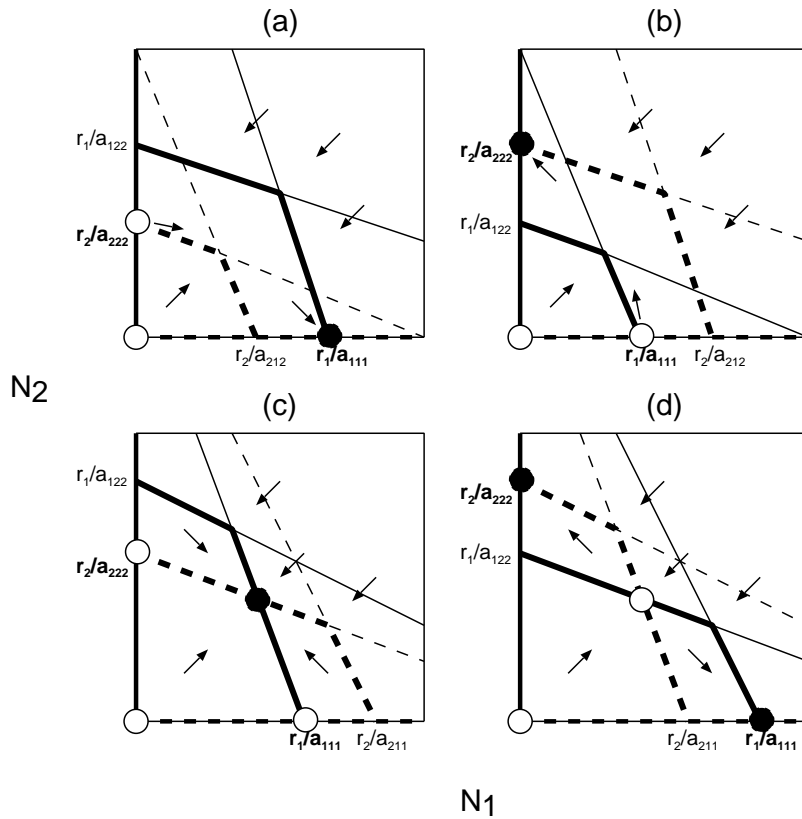 (a) (b)
r1/a122
r2/a222
r2/a222
r1/a122
r2/a212 r1/a111
r1/a111 r2/a212
N2
(c) (d)
r1/a122
r2/a222
r2/a222
r1/a122
r1/a111 r2/a211
r2/a211 r1/a111
N1